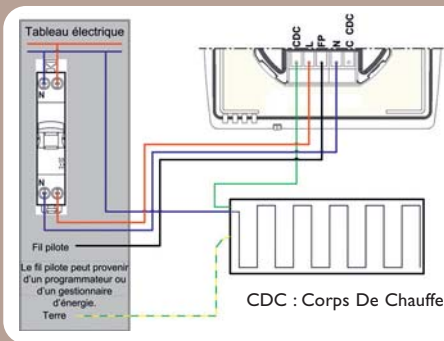 Tableau électrique
N
N
Fil pilote
Le fil pilote peut provenir
d'un programmateur ou
d'un gestionnaire
d'énergie.
Terre
CDC
L
FP
N
C CDC
CDC : Corps De Chauffe